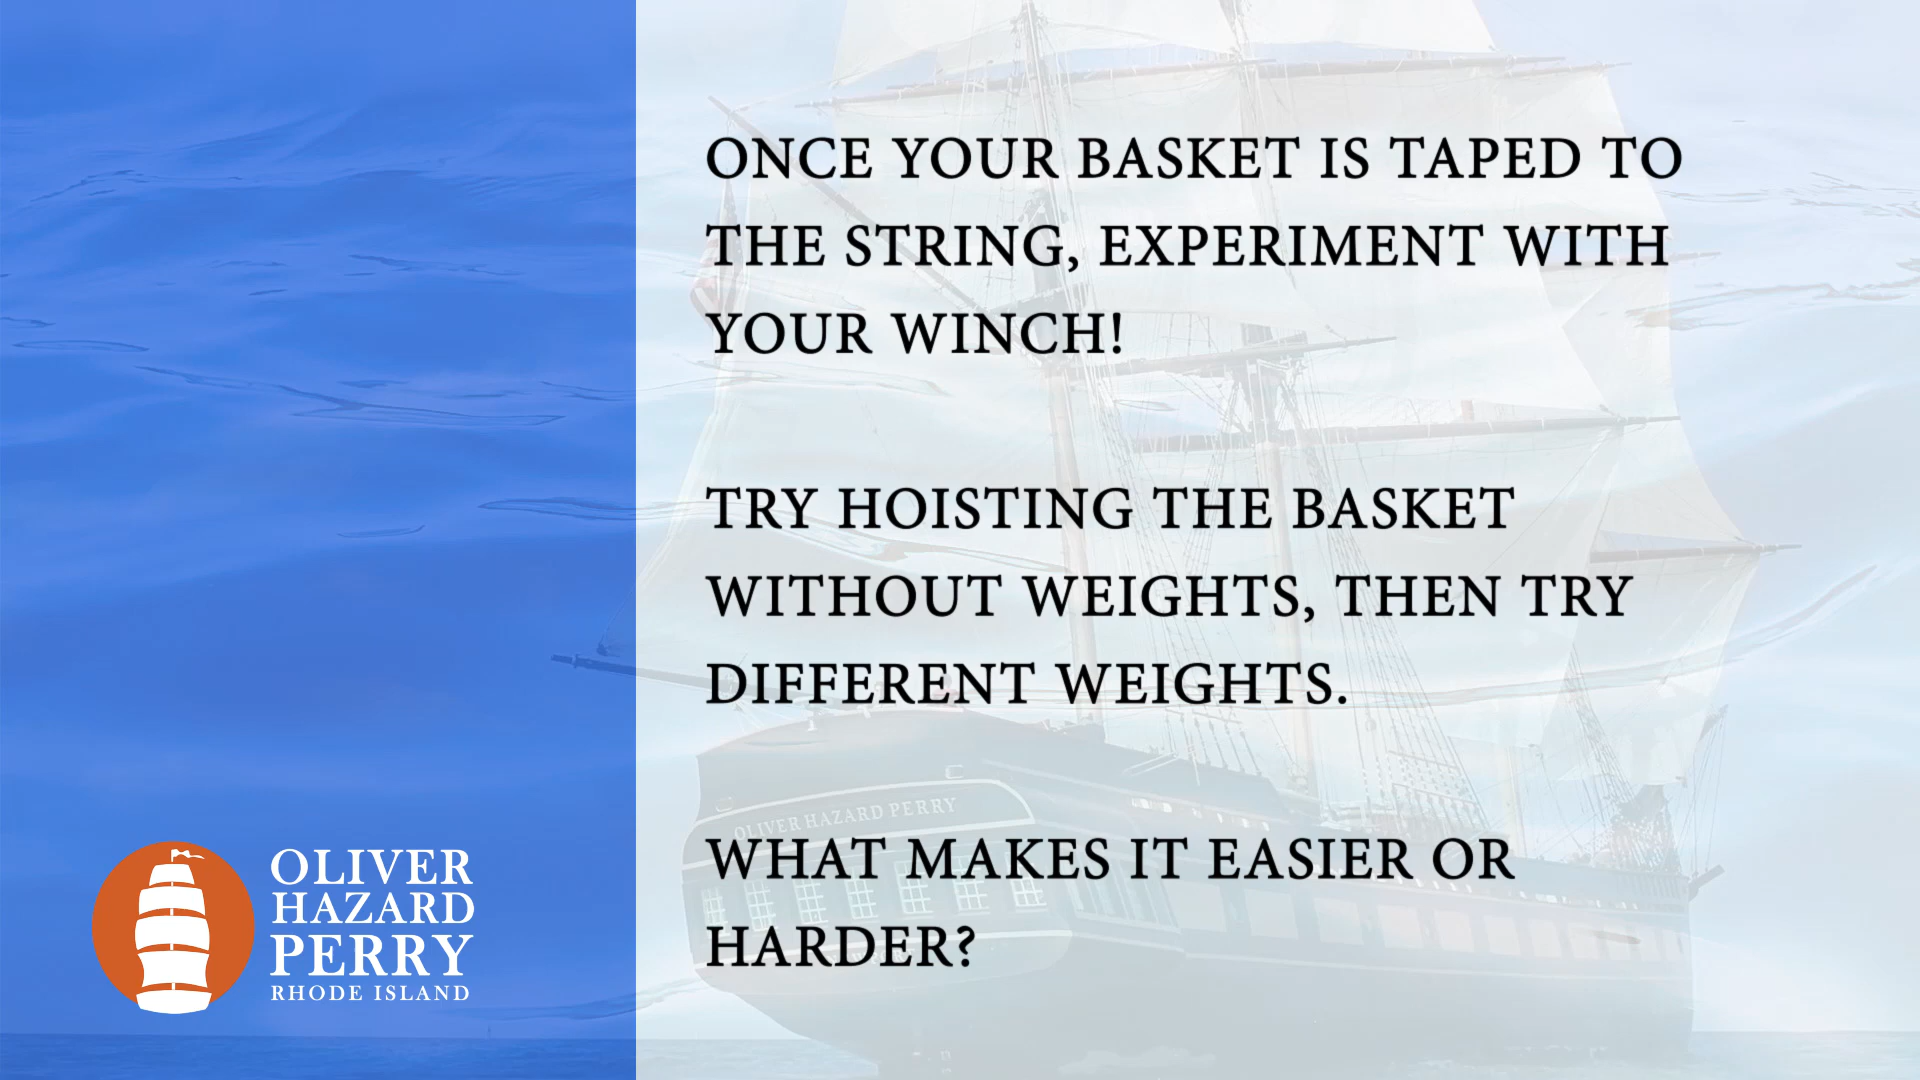 ONCE YOUR BASKET IS TAPED TO
THE STRING, EXPERIMENT WITH
YOUR WINCH!
TRY HOISTING THE BASKET
WITHOUT WEIGHTS, THEN TRY
DIFFERENT WEIGHTS.
OLIVER HAZARD PERRY
WHAT MAKES IT EASIER OR
HARDER?
OLIVER
HAZARD
PERRY
RHODE ISLAND